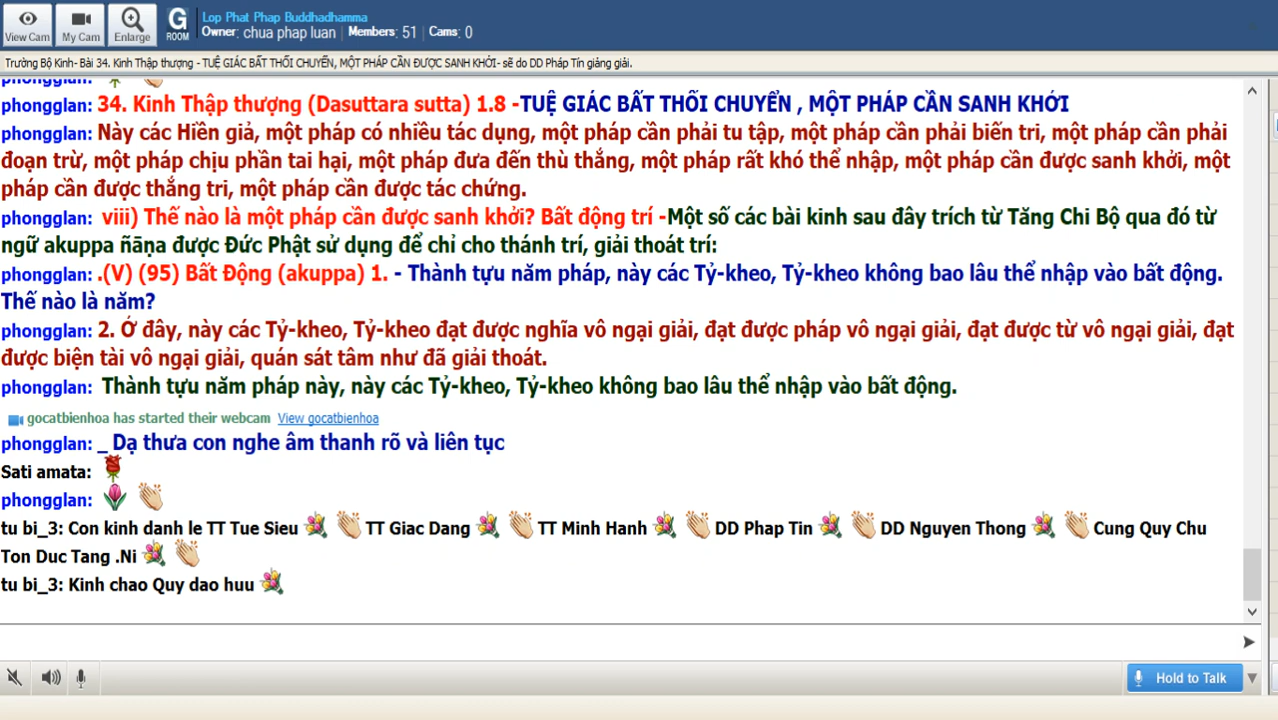 View Cam
My Cam
Enlarge
G
ROOM
Lop Phat Phap Buddhadhamma
Owner: chua phap luan | Members: 51 | Cams: 0
Trường Bộ Kinh- Bài 34. Kinh Thập thượng - TUỆ GIÁC BẤT THỐI CHUYỂN, MỘT PHÁP CẦN ĐƯỢC SANH KHỞI- sẽ do DD Pháp Tín giảng giải.
phongglan:
phongglan: 34. Kinh Thập thượng (Dasuttara sutta) 1.8 -TUỆ GIÁC BẤT THỐI CHUYỂN , MỘT PHÁP CẦN SANH KHỞI
phongglan: Này các Hiền giả, một pháp có nhiều tác dụng, một pháp cần phải tu tập, một pháp cần phải biến tri, một pháp cần phải
đoạn trừ, một pháp chịu phần tai hại, một pháp đưa đến thù thắng, một pháp rất khó thể nhập, một pháp cần được sanh khởi, một
pháp cần được thắng tri, một pháp cần được tác chứng.
phongglan: viii) Thế nào là một pháp cần được sanh khởi? Bất động trí -Một số các bài kinh sau đây trích từ Tăng Chi Bộ qua đó từ
ngữ akuppa ñāṇa được Đức Phật sử dụng để chỉ cho thánh trí, giải thoát trí:
phongglan: .(V) (95) Bất Động (akuppa) 1. - Thành tựu năm pháp, này các Tỷ-kheo, Tỷ-kheo không bao lâu thể nhập vào bất động.
Thế nào là năm?
phongglan: 2. Ở đây, này các Tỷ-kheo, Tỷ-kheo đạt được nghĩa vô ngại giải, đạt được pháp vô ngại giải, đạt được từ vô ngại giải, đạt
được biện tài vô ngại giải, quán sát tâm như đã giải thoát.
phongglan: Thành tựu năm pháp này, này các Tỷ-kheo, Tỷ-kheo không bao lâu thể nhập vào bất động.
gocatbienhoa has started their webcam View gocatbienhoa
phongglan: _ Dạ thưa con nghe âm thanh rõ và liên tục
Sati amata:
phongglan:
tu bi_3: Con kinh danh le TT Tue Sieu TT Giac Dang TT Minh Hanh DD Phap Tin DD Nguyen Thong Cung Quy Chu
Ton Duc Tang .Ni
tu bi_3: Kinh chao Quy dao huu
Hold to Talk